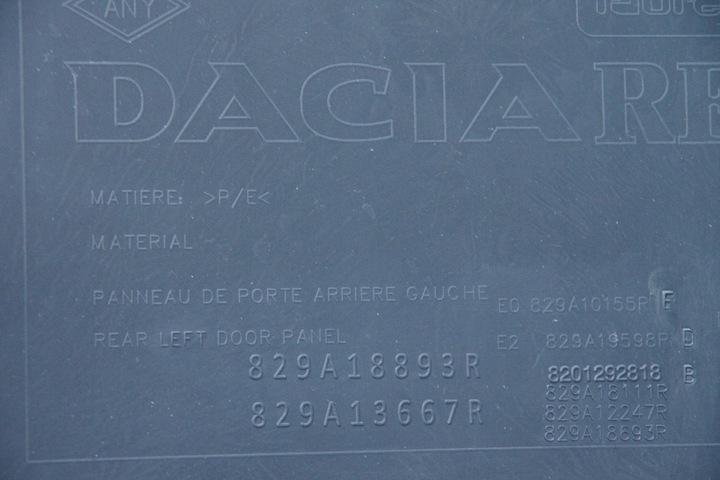 ANY
DACIA RE
MATIERE: >P/E<
MATERIAL
PANNEAU DE PORTE ARRIERE GAUCHE
E0 829A10155R E
REAR LEFT DOOR PANEL
E2 829A19598R D
829A18893R
8201292818 B
829A18111R
829A13667R
829A12247R
829A18893R